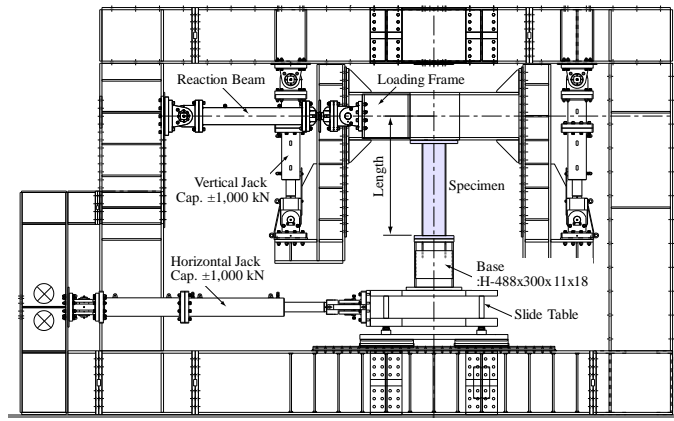 Reaction Beam
Loading Frame
Length
Specimen
Vertical Jack
Cap. ±1,000 kN
Horizontal Jack
Cap. ±1,000 kN
Base
:H-488x300x11x18
Slide Table